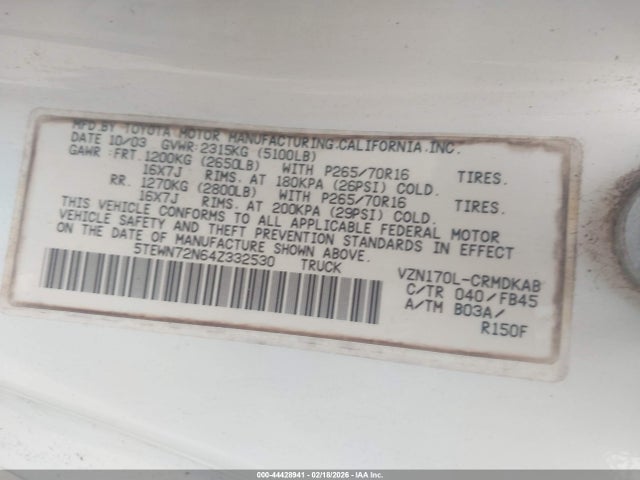 MFD.BY TOYOTA MOTOR MANUFACTURING,CALIFORNIA,INC.
DATE 10/03 GVWR:2315KG (5100LB)
GAWR:FRT.1200KG (2650LB) WITH P265/70R16 TIRES.
16X7J RIMS. AT 180KPA (26PSI) COLD.
RR. 1270KG (2800LB) WITH P265/70R16 TIRES.
16X7J RIMS. AT 200KPA (29PSI) COLD.
THIS VEHICLE CONFORMS TO ALL APPLICABLE FEDERAL MOTOR
VEHICLE SAFETY AND THEFT PREVENTION STANDARDS IN EFFECT
ON THE DATE OF MANUFACTURE SHOWN ABOVE.
5TEWN72N64Z332530 TRUCK
VZN170L-CRMDKAB
C/TR 040/FB45
A/TM B03A/
R150F
000-44428941 - 02/18/2026 - IAA Inc.